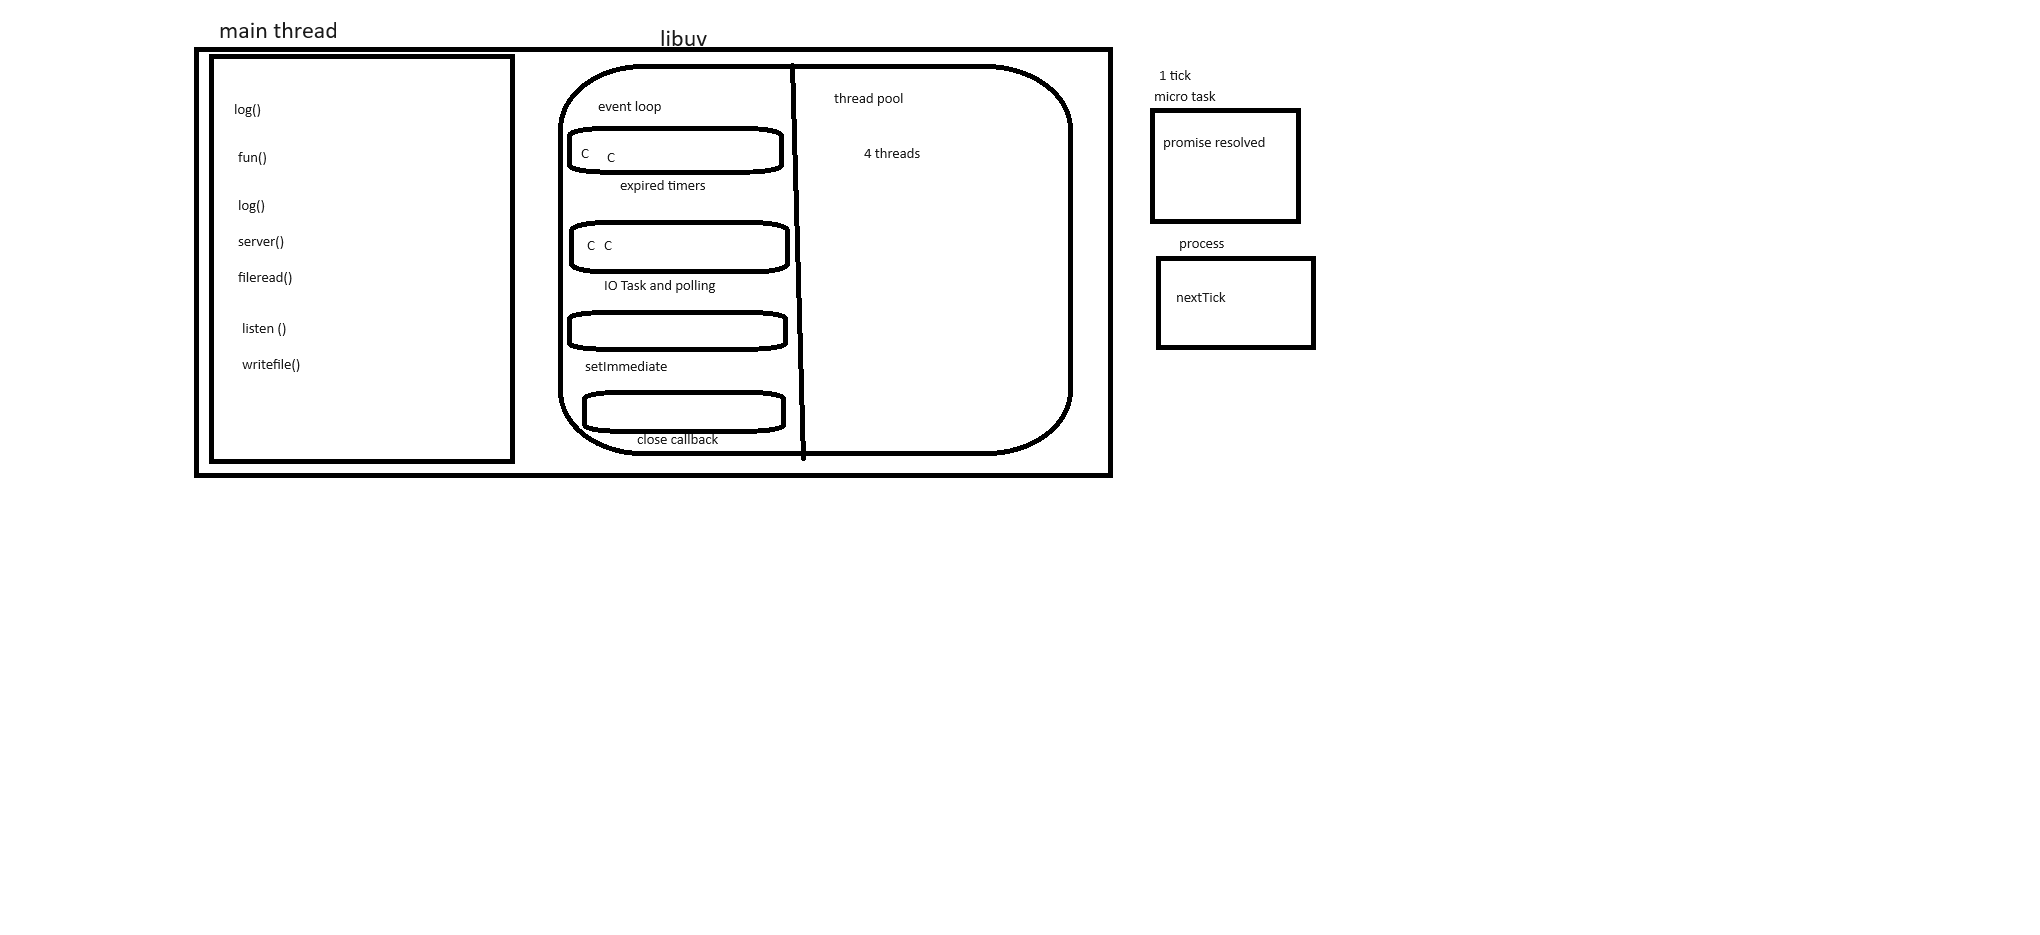 main thread
libuv
log()
fun()
log()
server()
fileread()
listen ()
writefile()
event loop
C C
expired timers
C C
IO Task and polling
setImmediate
close callback
thread pool
4 threads
1 tick
micro task
promise resolved
process
nextTick